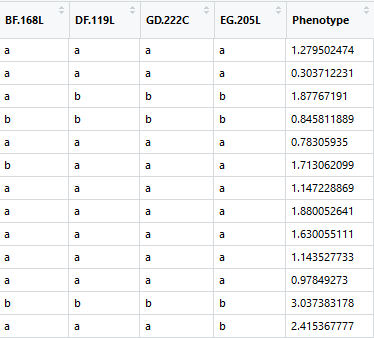 BF.168L DF.119L GD.222C EG.205L Phenotype
a a a a 1.279502474
a a a a 0.303712231
a b b b 1.87767191
b b b b 0.845811889
a a a a 0.78305935
b a a a 1.713062099
a a a a 1.147228869
a a a a 1.880052641
a a a a 1.630055111
a a a a 1.143527733
a a a a 0.97849273
b b b b 3.037383178
a a a b 2.415367777